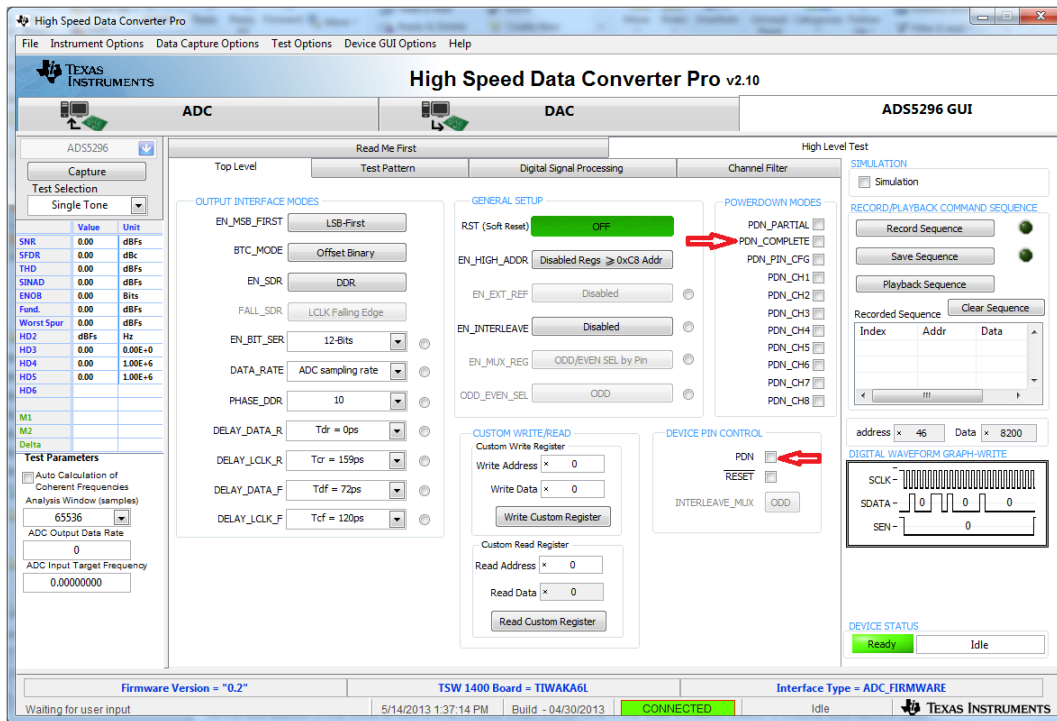 High Speed Data Converter Pro
File Instrument Options Data Capture Options Test Options Device GUI Options Help
TEXAS INSTRUMENTS
High Speed Data Converter Pro v2.10
ADC
DAC
ADS5296 GUI
ADS5296
Capture
Test Selection
Single Tone
Value Unit
SNR 0.00 dBFs
SFDR 0.00 dBc
THD 0.00 dBFs
SINAD 0.00 dBFs
ENOB 0.00 Bits
Fund. 0.00 dBFs
Worst Spur 0.00 dBFs
HD2 dBFs Hz
HD3 0.00 0.00E+0
HD4 0.00 1.00E+6
HD5 0.00 1.00E+6
HD6
M1
M2
Delta
Test Parameters
Auto Calculation of
Coherent Frequencies
Analysis Window (samples)
65536
ADC Output Data Rate
0
ADC Input Target Frequency
0.00000000
Read Me First
High Level Test
Top Level
Test Pattern
Digital Signal Processing
Channel Filter
OUTPUT INTERFACE MODES
EN_MSB_FIRST LSB-First
BTC_MODE Offset Binary
EN_SDR DDR
FALL_SDR LCLK Falling Edge
EN_BIT_SER 12-Bits
DATA_RATE ADC sampling rate
PHASE_DDR 10
DELAY_DATA_R Tdr = 0ps
DELAY_LCLK_R Tcr = 159ps
DELAY_DATA_F Tdf = 72ps
DELAY_LCLK_F Tcf = 120ps
GENERAL SETUP
RST (Soft Reset) OFF
EN_HIGH_ADDR Disabled Regs ⩾ 0xC8 Addr
EN_EXT_REF Disabled
EN_INTERLEAVE Disabled
EN_MUX_REG ODD/EVEN SEL by Pin
ODD_EVEN_SEL ODD
POWERDOWN MODES
PDN_PARTIAL
PDN_COMPLETE
PDN_PIN_CFG
PDN_CH1
PDN_CH2
PDN_CH3
PDN_CH4
PDN_CH5
PDN_CH6
PDN_CH7
PDN_CH8
CUSTOM WRITE/READ
Custom Write Register
Write Address × 0
Write Data × 0
Write Custom Register
Custom Read Register
Read Address × 0
Read Data × 0
Read Custom Register
DEVICE PIN CONTROL
PDN
RESET
INTERLEAVE_MUX ODD
SIMULATION
Simulation
RECORD/PLAYBACK COMMAND SEQUENCE
Record Sequence
Save Sequence
Playback Sequence
Recorded Sequence Clear Sequence
Index Addr Data
address × 46 Data × 8200
DIGITAL WAVEFORM GRAPH-WRITE
SCLK
SDATA 0 0 0
SEN 0
DEVICE STATUS
Ready Idle
Firmware Version = "0.2"
TSW 1400 Board = TIWAKA6L
Interface Type = ADC_FIRMWARE
Waiting for user input
5/14/2013 1:37:14 PM
Build - 04/30/2013
CONNECTED
Idle
TEXAS INSTRUMENTS